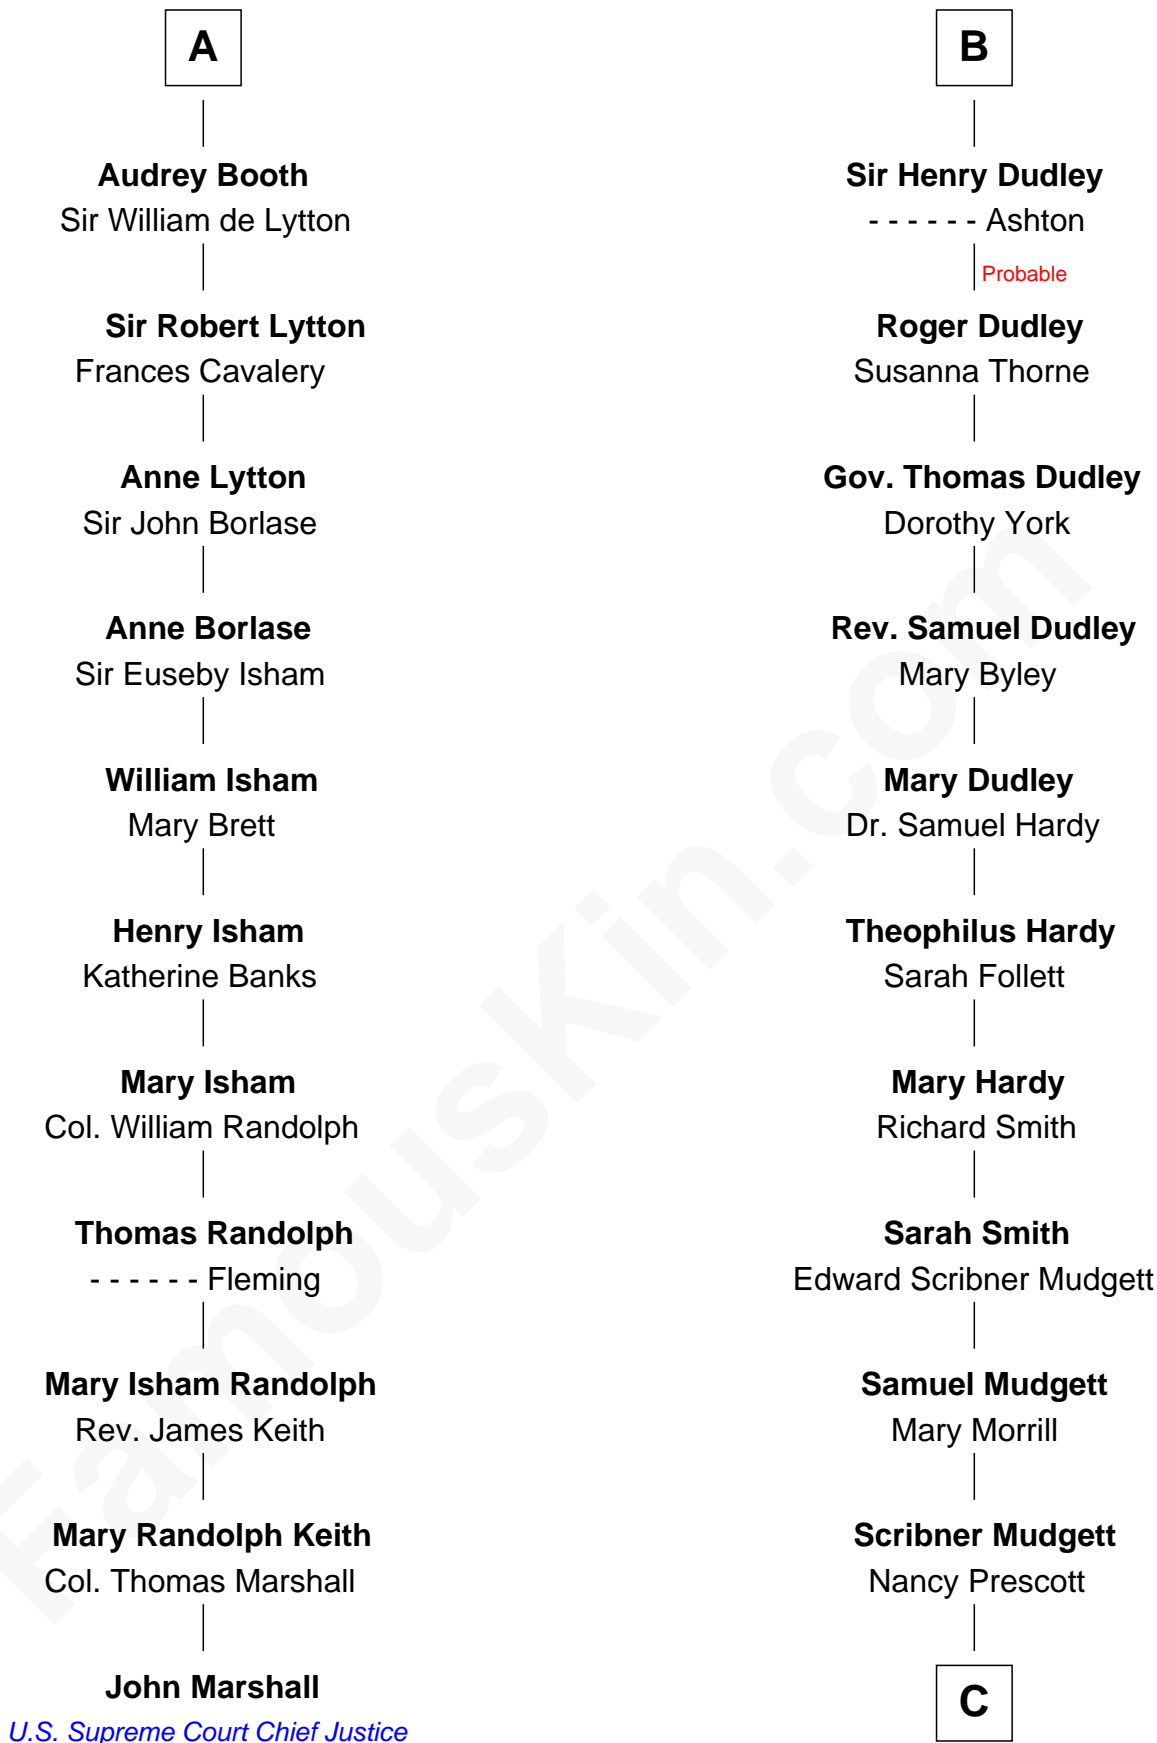 A
Audrey Booth
Sir William de Lytton
Sir Robert Lytton
Frances Cavalery
Anne Lytton
Sir John Borlase
Anne Borlase
Sir Euseby Isham
William Isham
Mary Brett
Henry Isham
Katherine Banks
Mary Isham
Col. William Randolph
Thomas Randolph
- - - - - - Fleming
Mary Isham Randolph
Rev. James Keith
Mary Randolph Keith
Col. Thomas Marshall
John Marshall
U.S. Supreme Court Chief Justice
B
Sir Henry Dudley
- - - - - - Ashton
Probable
Roger Dudley
Susanna Thorne
Gov. Thomas Dudley
Dorothy York
Rev. Samuel Dudley
Mary Byley
Mary Dudley
Dr. Samuel Hardy
Theophilus Hardy
Sarah Follett
Mary Hardy
Richard Smith
Sarah Smith
Edward Scribner Mudgett
Samuel Mudgett
Mary Morrill
Scribner Mudgett
Nancy Prescott
C
FamousKin.com